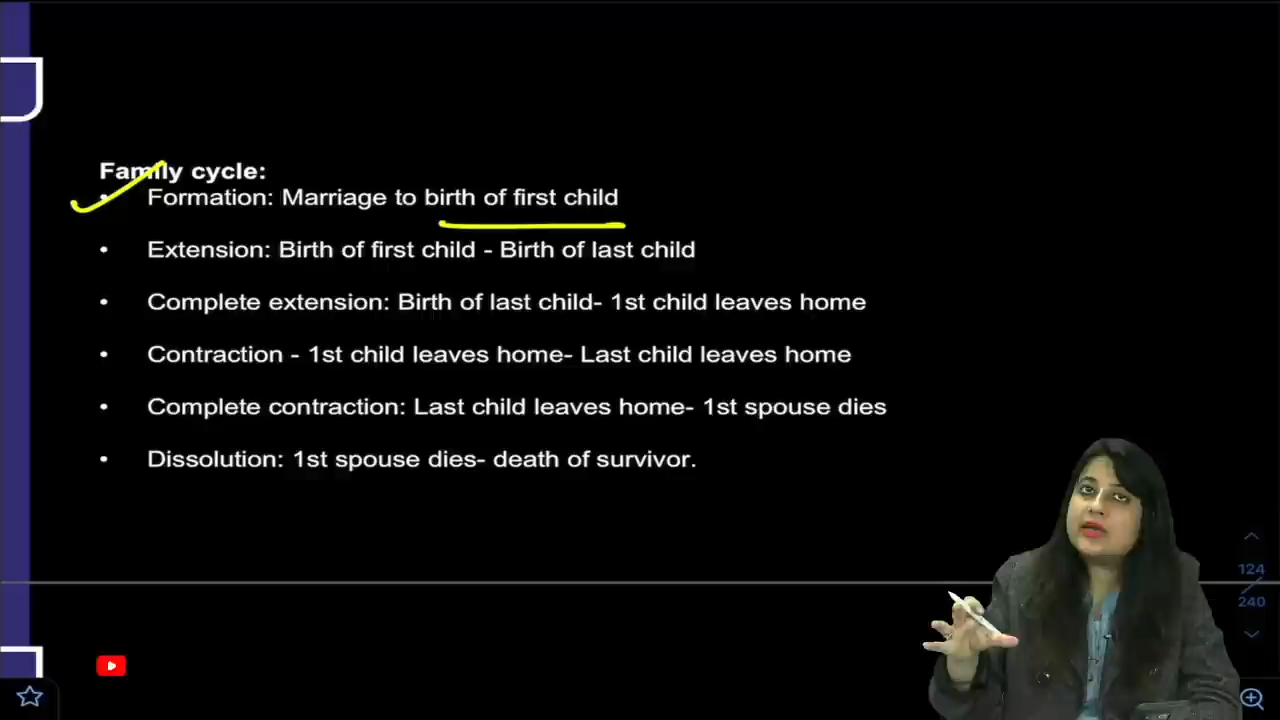 Family cycle:
• Formation: Marriage to birth of first child
• Extension: Birth of first child - Birth of last child
• Complete extension: Birth of last child- 1st child leaves home
• Contraction - 1st child leaves home- Last child leaves home
• Complete contraction: Last child leaves home- 1st spouse dies
• Dissolution: 1st spouse dies- death of survivor.
124
240